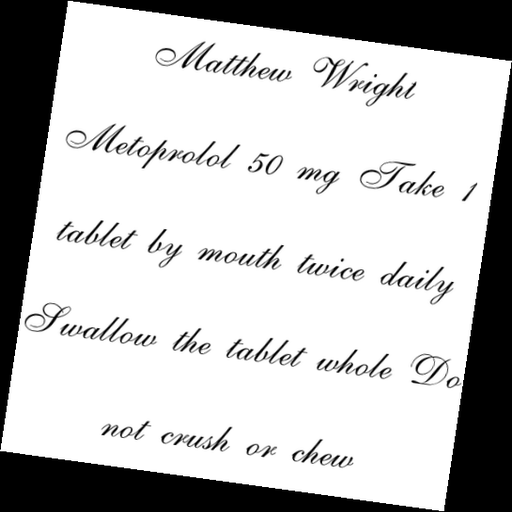 Matthew Wright
Metoprolol 50 mg Take 1
tablet by mouth twice daily
Swallow the tablet whole Do
not crush or chew